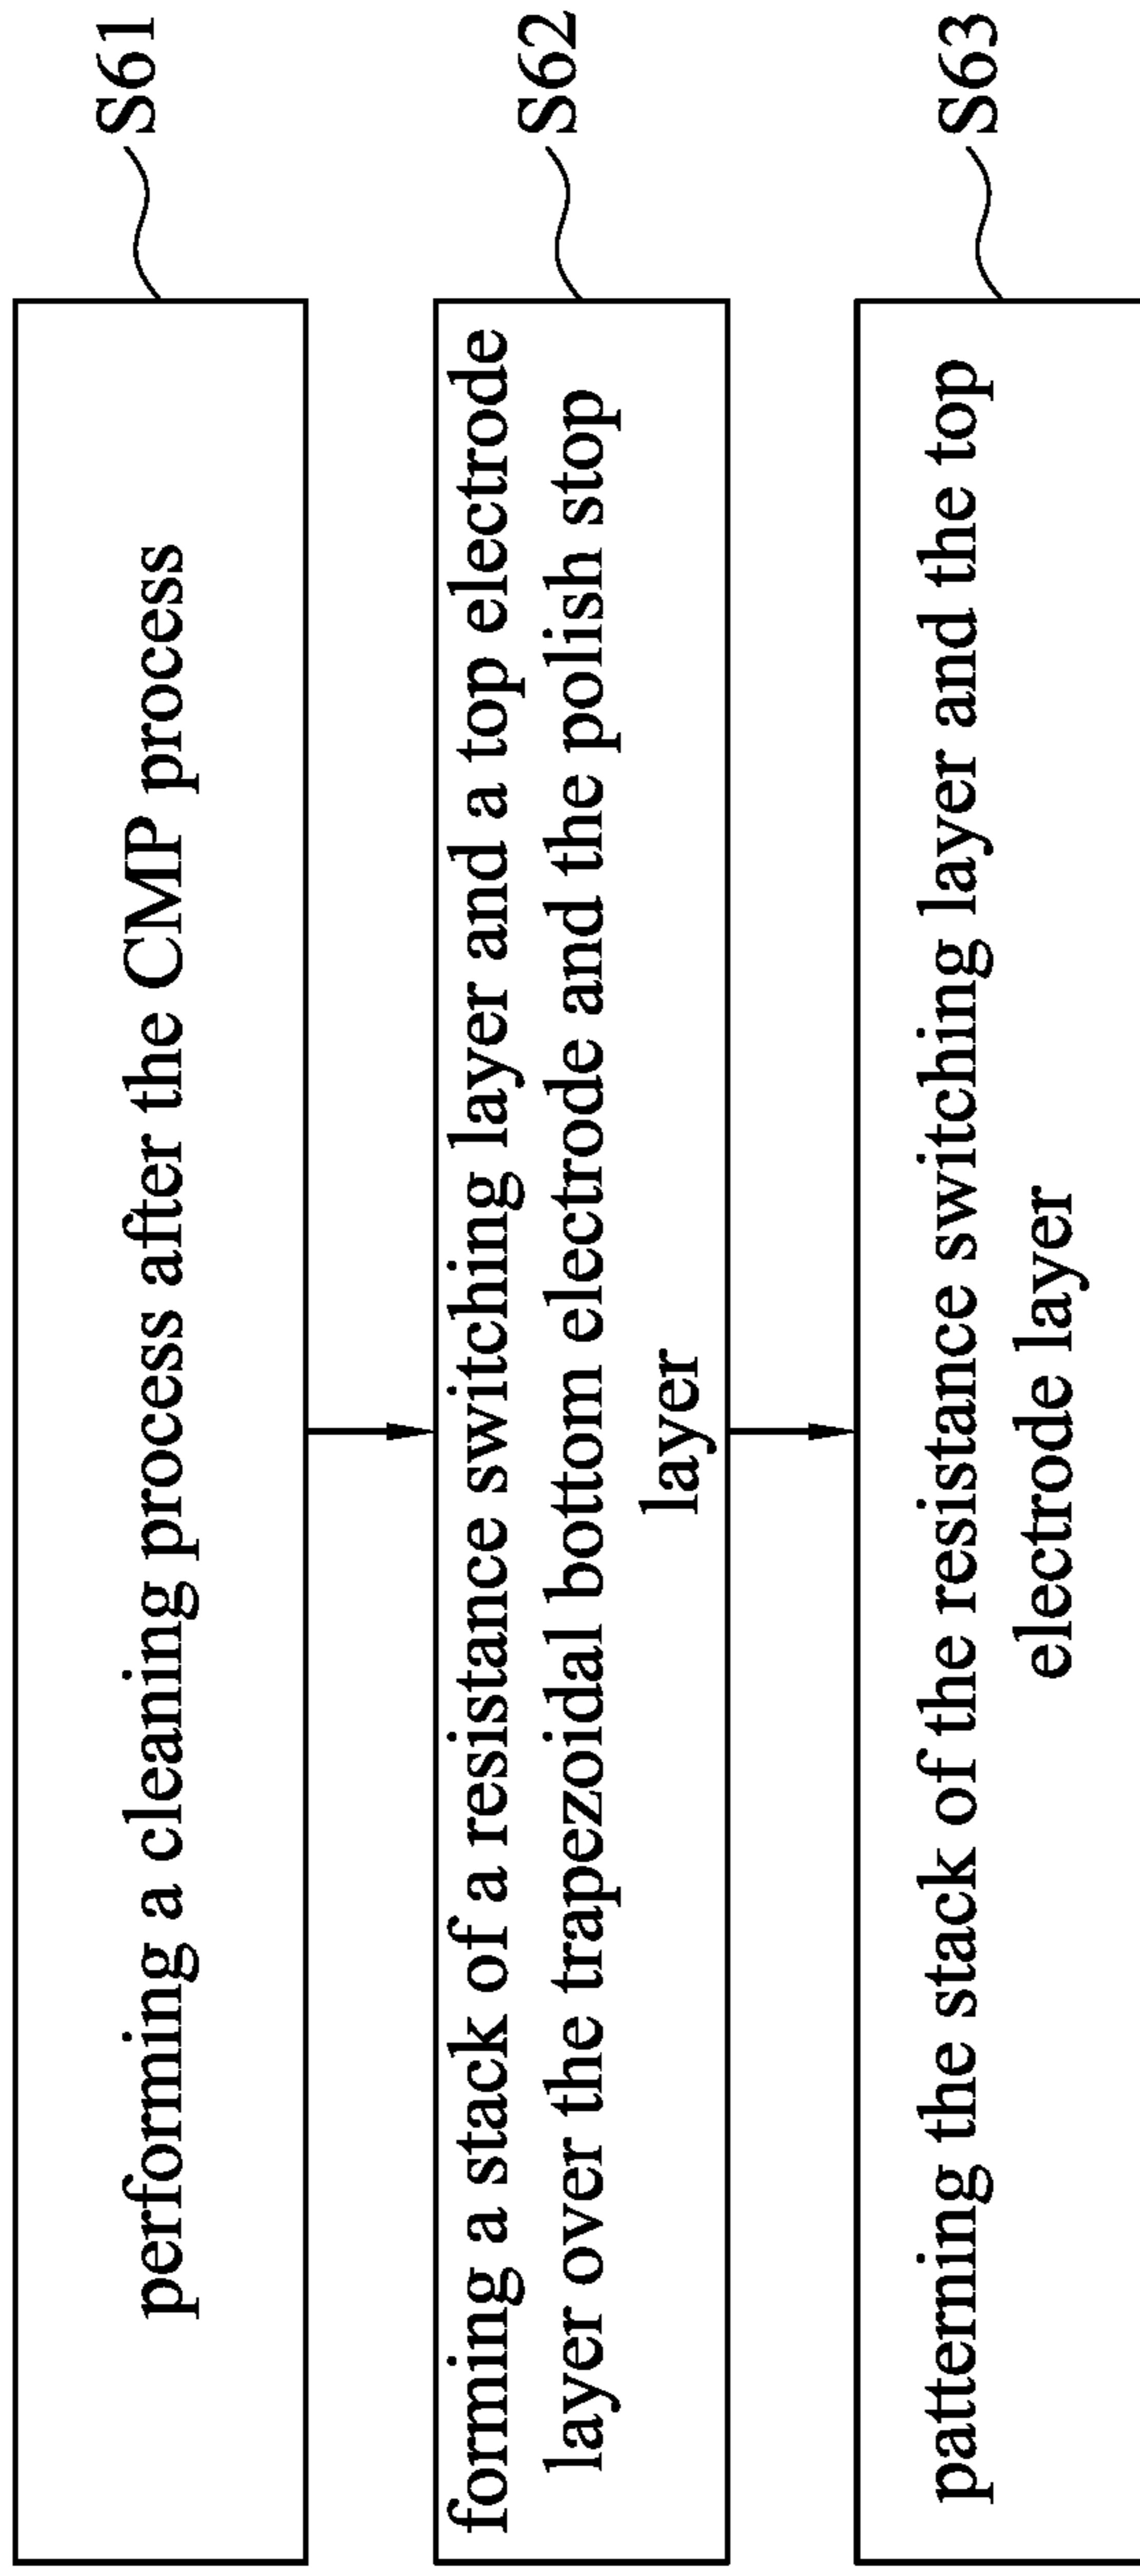 performing a cleaning process after the CMP process
S61
forming a stack of a resistance switching layer and a top electrode
layer over the trapezoidal bottom electrode and the polish stop
layer
S62
patterning the stack of the resistance switching layer and the top
electrode layer
S63